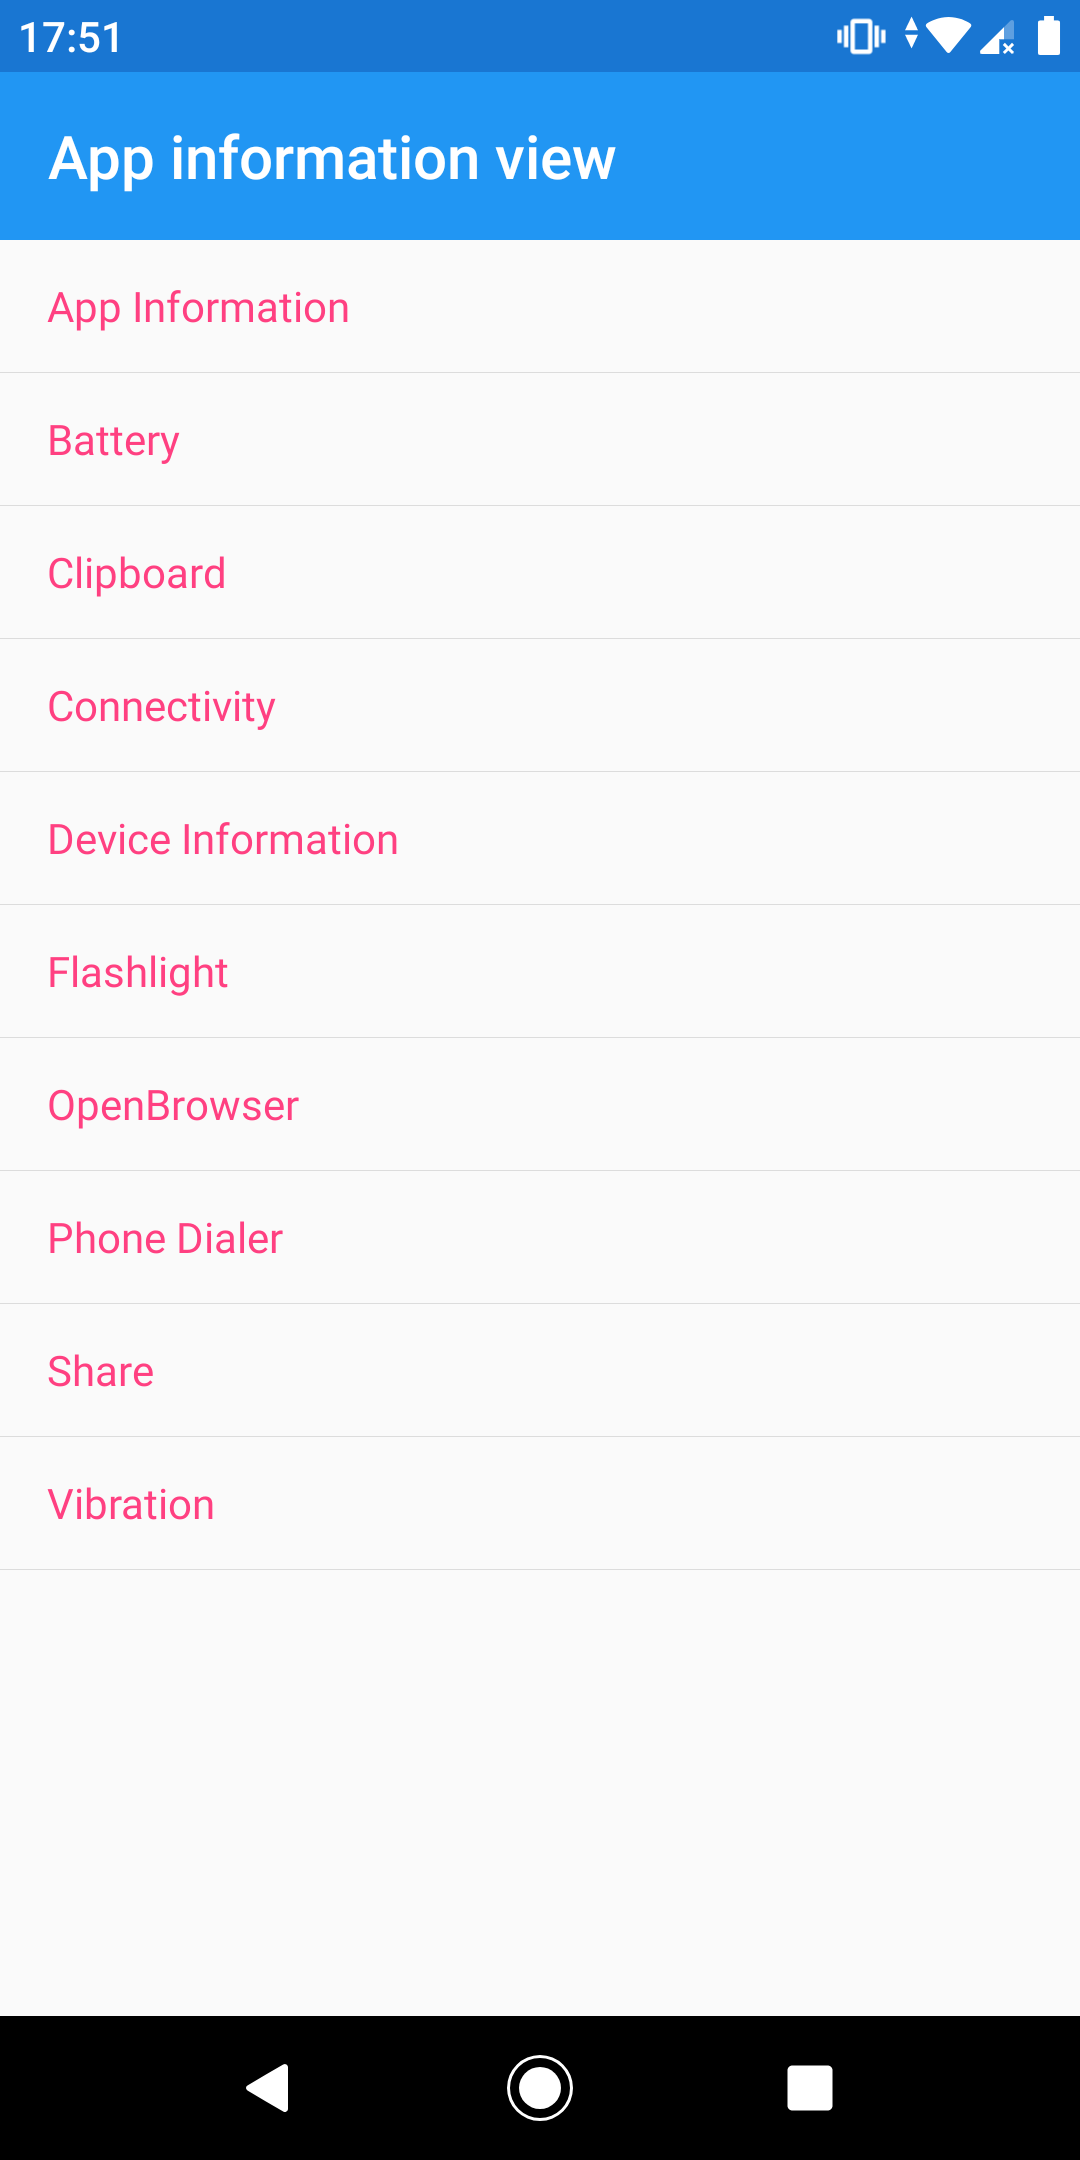 17:51
App information view
App Information
Battery
Clipboard
Connectivity
Device Information
Flashlight
OpenBrowser
Phone Dialer
Share
Vibration